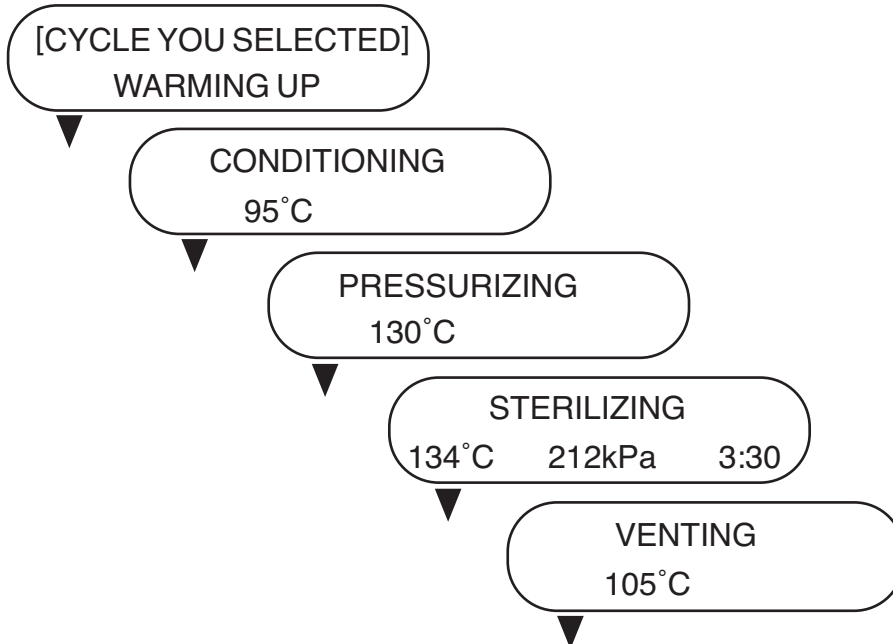 [CYCLE YOU SELECTED]
WARMING UP
CONDITIONING
95˚C
PRESSURIZING
130˚C
STERILIZING
134˚C 212kPa 3:30
VENTING
105˚C